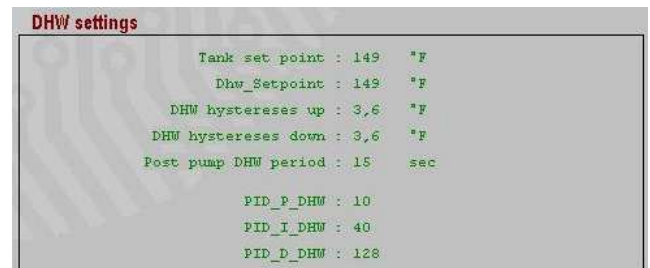 DHW settings
Tank set point : 149 °F
Dhw_Setpoint : 149 °F
DHW hystereses up : 3,6 °F
DHW hystereses down : 3,6 °F
Post pump DHW period : 15 sec
PID_P_DHW : 10
PID_I_DHW : 40
PID_D_DHW : 128